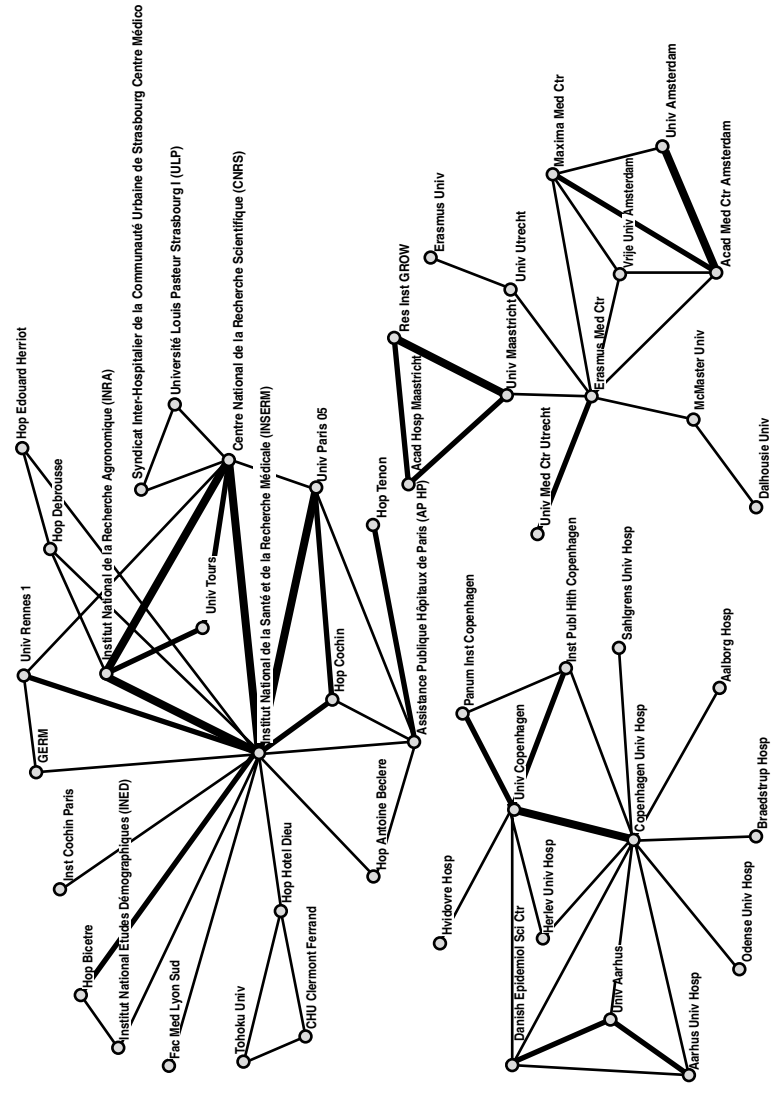 Hop Edouard Herriot
Hop Debrousse
Univ Rennes 1
GERM
Institut National de la Recherche Agronomique (INRA)
Syndicat Inter-Hospitalier de la Communauté Urbaine de Strasbourg Centre Médico
Université Louis Pasteur Strasbourg I (ULP)
Centre National de la Recherche Scientifique (CNRS)
Univ Tours
Institut National de la Santé et de la Recherche Médicale (INSERM)
Univ Paris 05
Hop Cochin
Hop Tenon
Assistance Publique Hôpitaux de Paris (AP HP)
Hop Antoine Beclere
Inst Cochin Paris
Hop Bicetre
Institut National Etudes Démographiques (INED)
Fac Med Lyon Sud
Hop Hotel Dieu
Tohoku Univ
CHU Clermont Ferrand
Res Inst GROW
Acad Hosp Maastricht
Univ Maastricht
Erasmus Univ
Univ Utrecht
Univ Med Ctr Utrecht
Erasmus Med Ctr
Maxima Med Ctr
Vrije Univ Amsterdam
Univ Amsterdam
Acad Med Ctr Amsterdam
McMaster Univ
Dalhousie Univ
Hvidovre Hosp
Panum Inst Copenhagen
Univ Copenhagen
Inst Publ Hlth Copenhagen
Danish Epidemiol Sci Ctr
Herlev Univ Hosp
Sahlgrens Univ Hosp
Copenhagen Univ Hosp
Univ Aarhus
Aarhus Univ Hosp
Aalborg Hosp
Odense Univ Hosp
Braedstrup Hosp